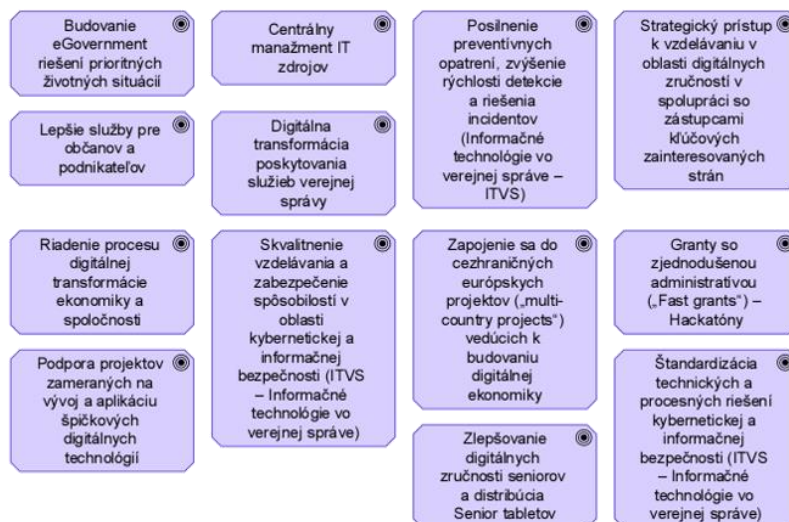 Budovanie
eGovernment
riešení prioritných
životných situácií
Centrálny
manažment IT
zdrojov
Posilnenie
preventívnych
opatrení, zvýšenie
rýchlosti detekcie
a riešenia
incidentov
(Informačné
technológie vo
verejnej správe –
ITVS)
Strategický prístup
k vzdelávaniu v
oblasti digitálnych
zručností v
spolupráci so
zástupcami
kľúčových
zainteresovaných
strán
Lepšie služby pre
občanov a
podnikateľov
Digitálna
transformácia
poskytovania
služieb verejnej
správy
Riadenie procesu
digitálnej
transformácie
ekonomiky a
spoločnosti
Skvalitnenie
vzdelávania a
zabezpečenie
spôsobilostí v
oblasti
kybernetickej a
informačnej
bezpečnosti (ITVS
– Informačné
technológie vo
verejnej správe)
Zapojenie sa do
cezhraničných
európskych
projektov („multi-
country projects“)
vedúcich k
budovaniu
digitálnej
ekonomiky
Granty so
zjednodušenou
administratívou
(„Fast grants“) –
Hackatóny
Podpora projektov
zameraných na
vývoj a aplikáciu
špičkových
digitálnych
technológií
Zlepšovanie
digitálnych
zručností seniorov
a distribúcia
Senior tabletov
Štandardizácia
technických a
procesných riešení
kybernetickej a
informačnej
bezpečnosti (ITVS
– Informačné
technológie vo
verejnej správe)